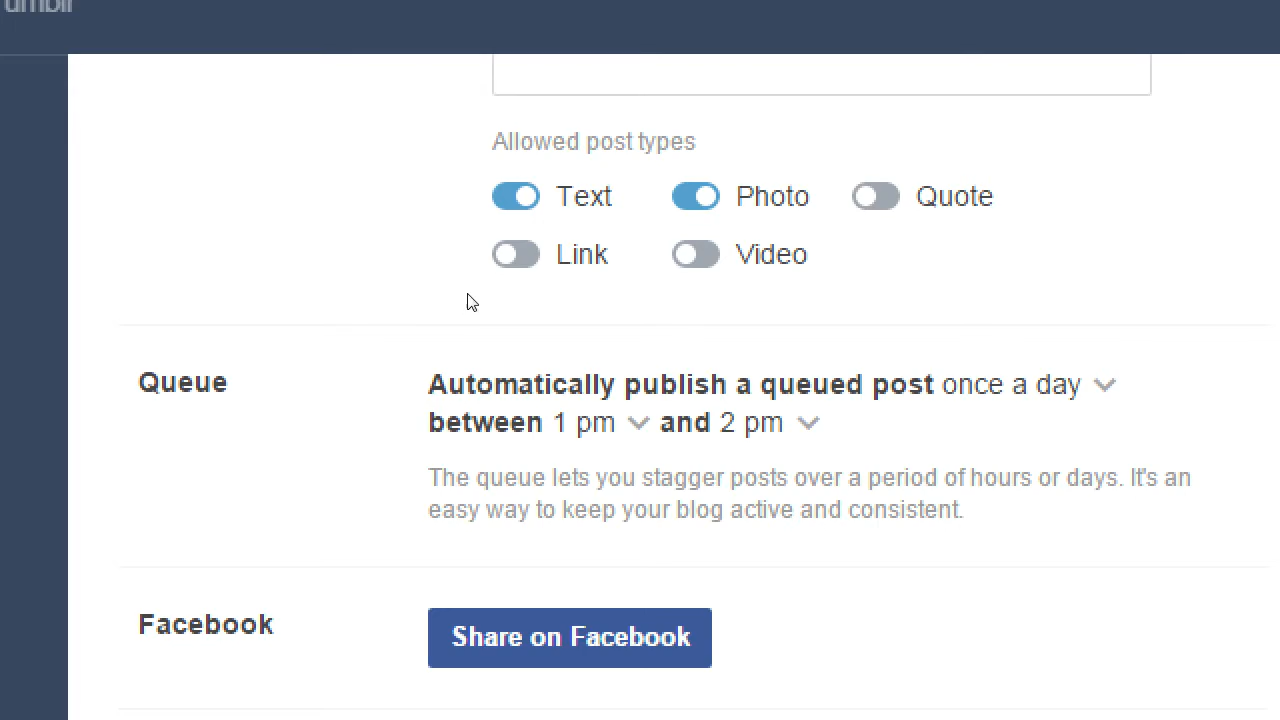 Allowed post types
Text Photo Quote
Link Video
Queue
Automatically publish a queued post once a day
between 1 pm and 2 pm
The queue lets you stagger posts over a period of hours or days. It's an
easy way to keep your blog active and consistent.
Facebook
Share on Facebook